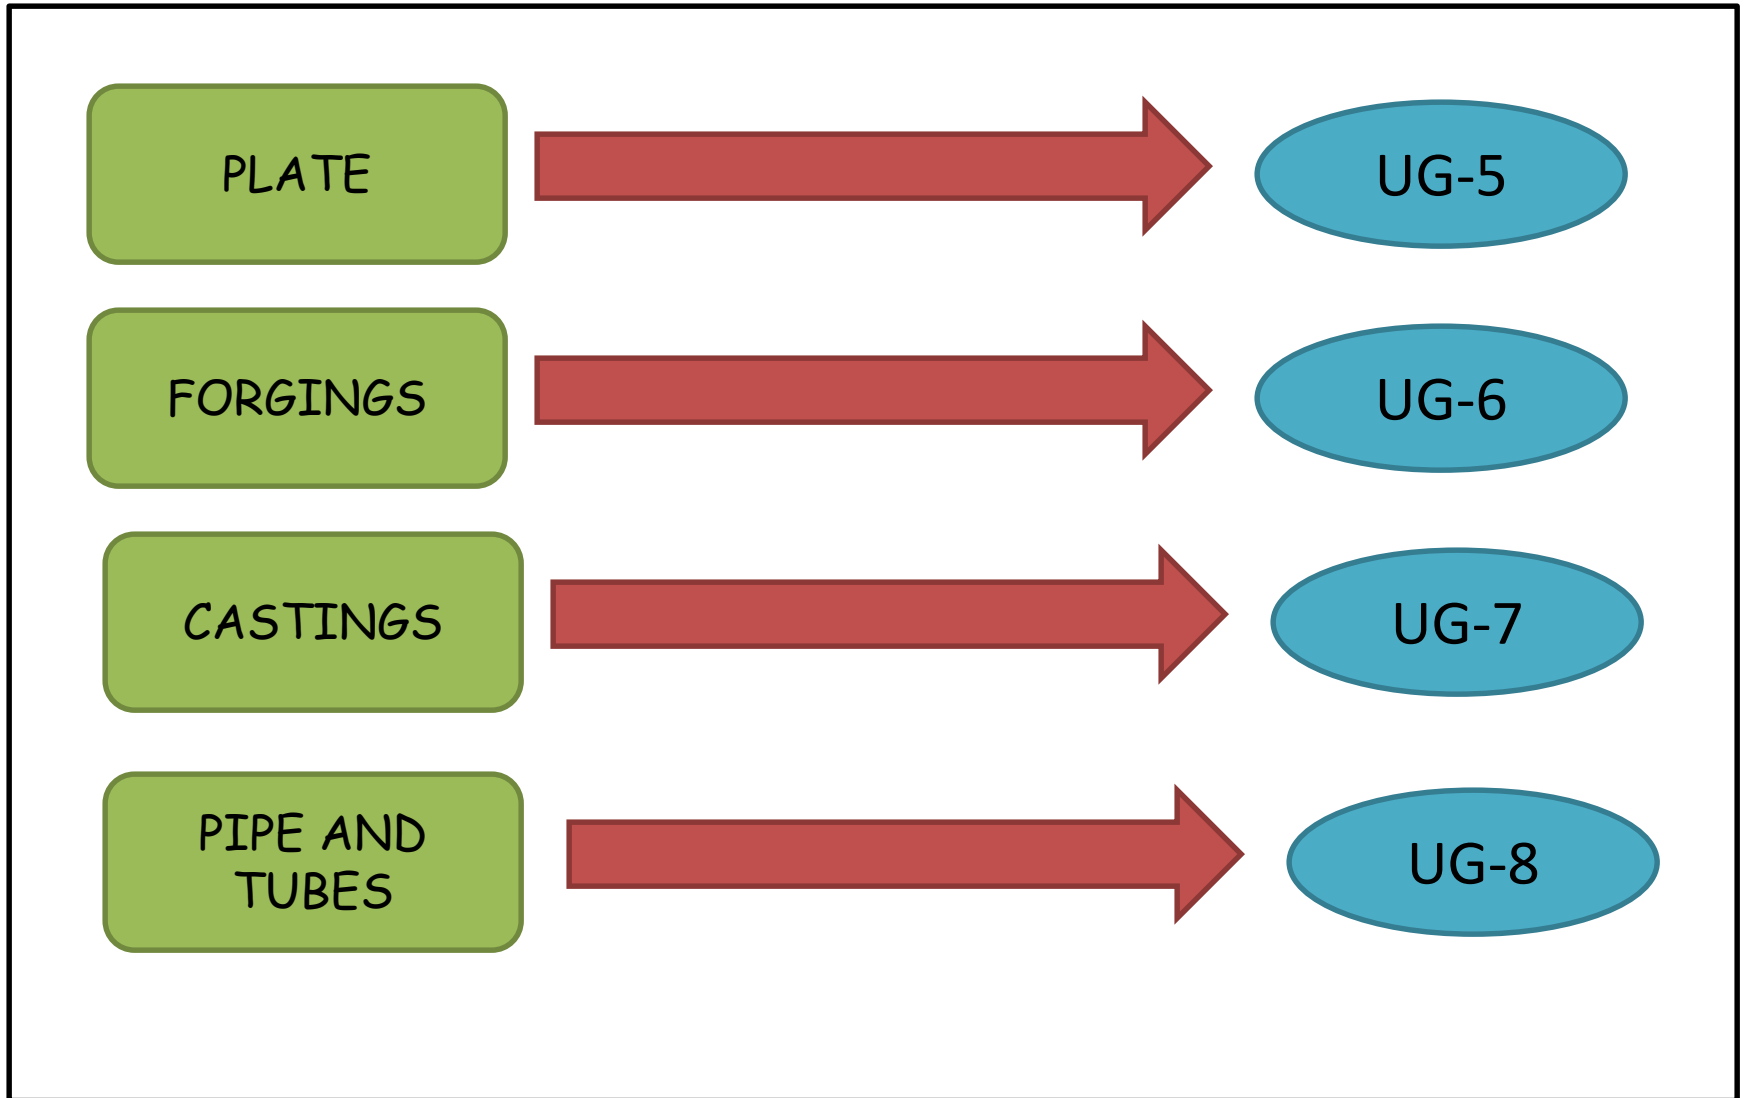 PLATE
UG-5
FORGINGS
UG-6
CASTINGS
UG-7
PIPE AND
TUBES
UG-8